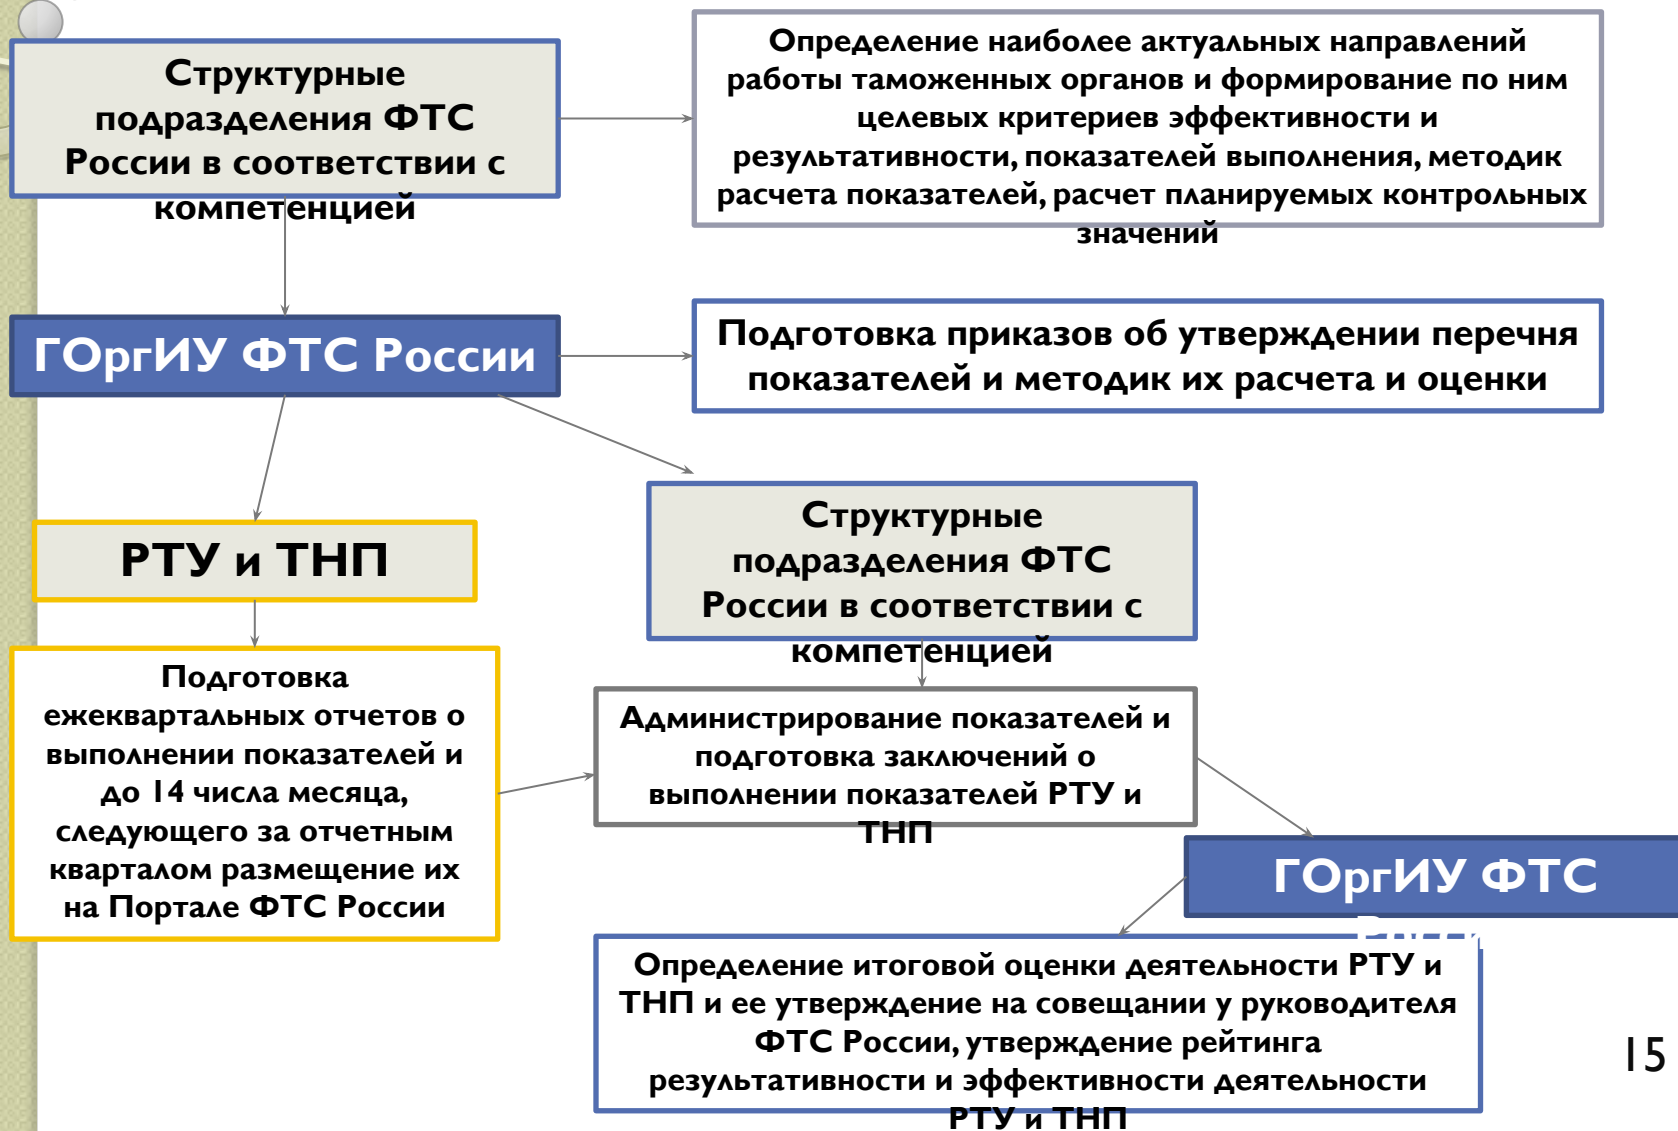 Структурные
подразделения ФТС
России в соответствии с
компетенцией
Определение наиболее актуальных направлений
работы таможенных органов и формирование по ним
целевых критериев эффективности и
результативности, показателей выполнения, методик
расчета показателей, расчет планируемых контрольных
значений
ГОргИУ ФТС России
Подготовка приказов об утверждении перечня
показателей и методик их расчета и оценки
РТУ и ТНП
Структурные
подразделения ФТС
России в соответствии с
компетенцией
Подготовка
ежеквартальных отчетов о
выполнении показателей и
до 14 числа месяца,
следующего за отчетным
кварталом размещение их
на Портале ФТС России
Администрирование показателей и
подготовка заключений о
выполнении показателей РТУ и
ТНП
ГОргИУ ФТС
Определение итоговой оценки деятельности РТУ и
ТНП и ее утверждение на совещании у руководителя
ФТС России, утверждение рейтинга
результативности и эффективности деятельности
РТУ и ТНП
15